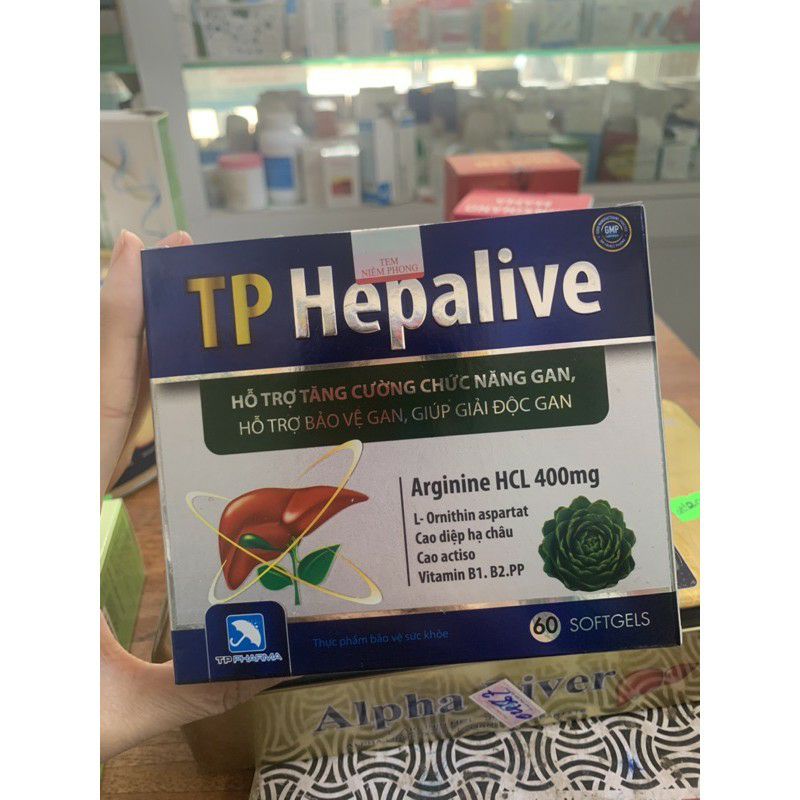 TEM
NIÊM PHONG
GMP
TP Hepalive
HỖ TRỢ TĂNG CƯỜNG CHỨC NĂNG GAN,
HỖ TRỢ BẢO VỆ GAN, GIÚP GIẢI ĐỘC GAN
Arginine HCL 400mg
L- Ornithin aspartat
Cao diệp hạ châu
Cao actiso
Vitamin B1. B2.PP
TP PHARMA
Thực phẩm bảo vệ sức khỏe
60 SOFTGELS
Alpha Liver